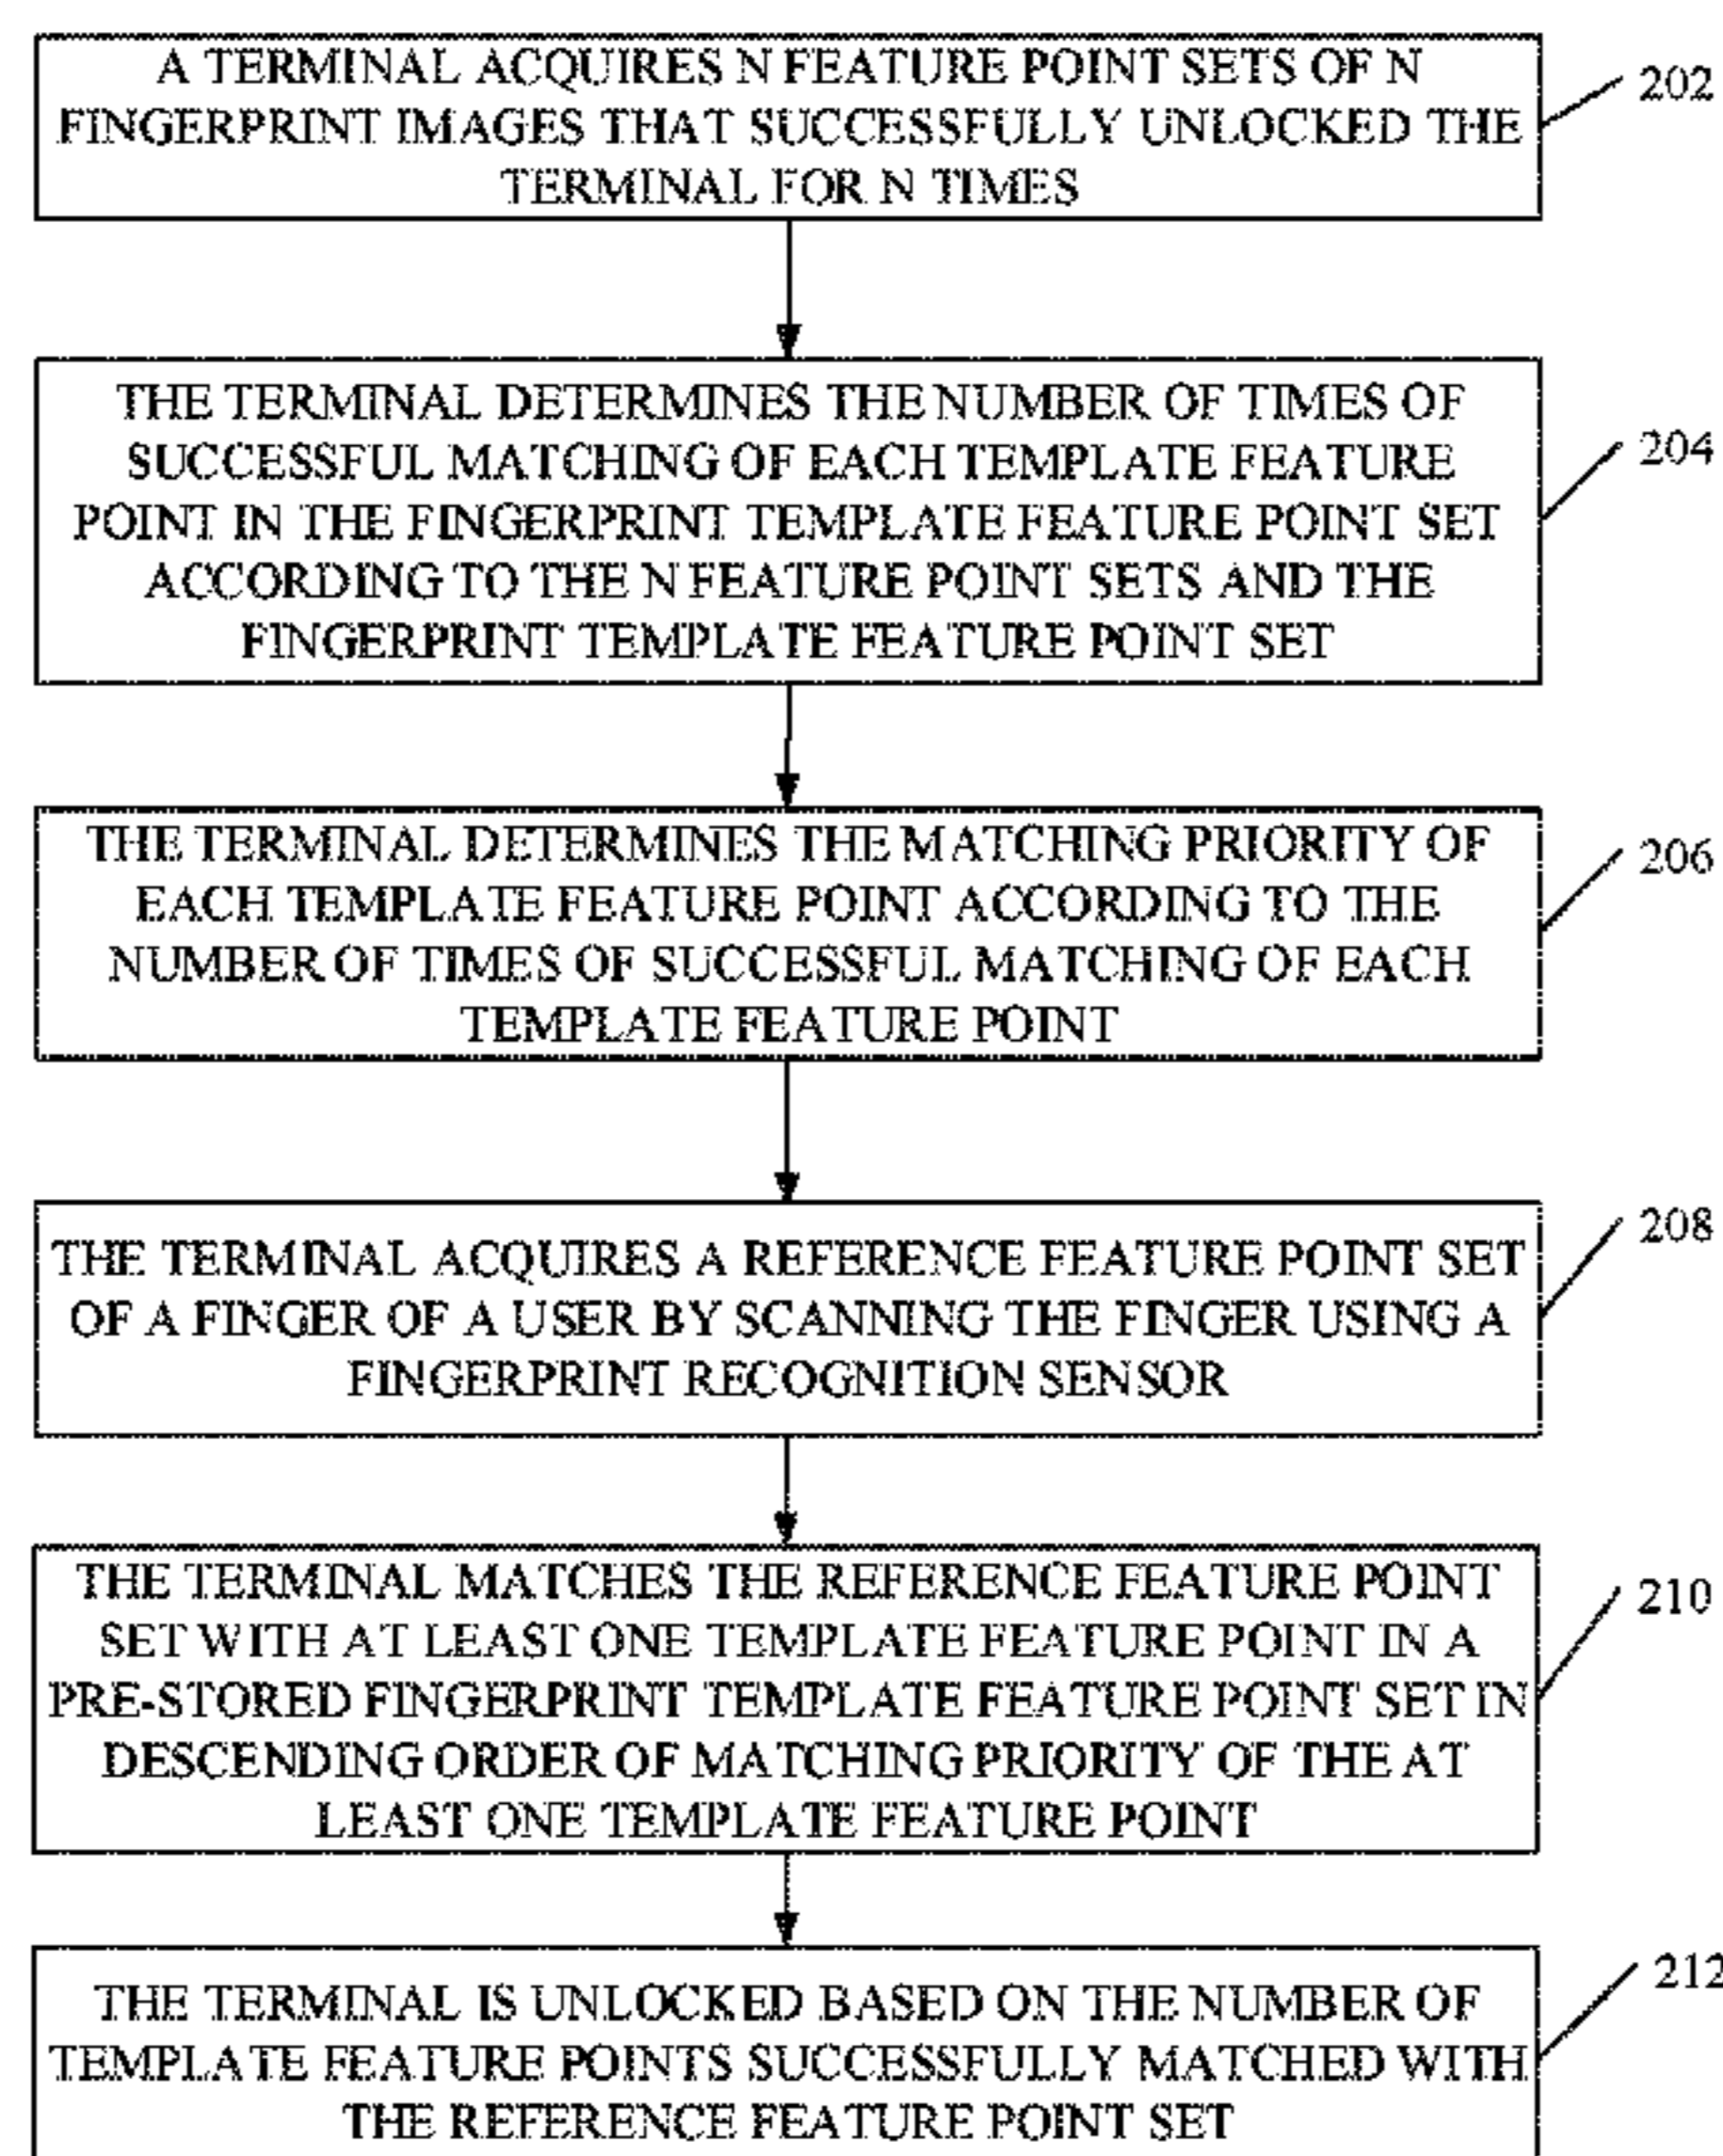 A TERMINAL ACQUIRES N FEATURE POINT SETS OF N
FINGERPRINT IMAGES THAT SUCCESSFULLY UNLOCKED THE
TERMINAL FOR N TIMES
202
THE TERMINAL DETERMINES THE NUMBER OF TIMES OF
SUCCESSFUL MATCHING OF EACH TEMPLATE FEATURE
POINT IN THE FINGERPRINT TEMPLATE FEATURE POINT SET
ACCORDING TO THE N FEATURE POINT SETS AND THE
FINGERPRINT TEMPLATE FEATURE POINT SET
204
THE TERMINAL DETERMINES THE MATCHING PRIORITY OF
EACH TEMPLATE FEATURE POINT ACCORDING TO THE
NUMBER OF TIMES OF SUCCESSFUL MATCHING OF EACH
TEMPLATE FEATURE POINT
206
THE TERMINAL ACQUIRES A REFERENCE FEATURE POINT SET
OF A FINGER OF A USER BY SCANNING THE FINGER USING A
FINGERPRINT RECOGNITION SENSOR
208
THE TERMINAL MATCHES THE REFERENCE FEATURE POINT
SET WITH AT LEAST ONE TEMPLATE FEATURE POINT IN A
PRE-STORED FINGERPRINT TEMPLATE FEATURE POINT SET IN
DESCENDING ORDER OF MATCHING PRIORITY OF THE AT
LEAST ONE TEMPLATE FEATURE POINT
210
THE TERMINAL IS UNLOCKED BASED ON THE NUMBER OF
TEMPLATE FEATURE POINTS SUCCESSFULLY MATCHED WITH
THE REFERENCE FEATURE POINT SET
212